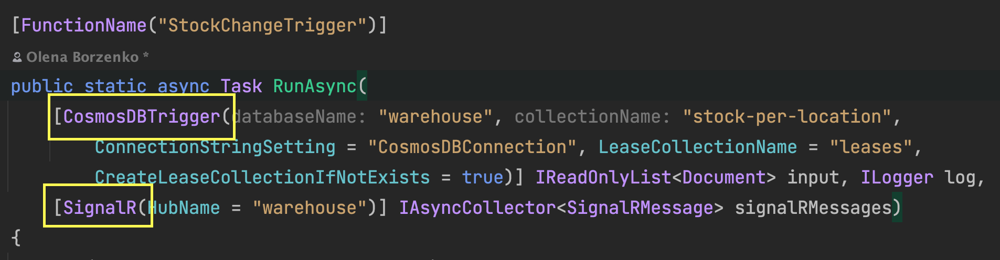 [FunctionName("StockChangeTrigger")]
Olena Borzenko *
public static async Task RunAsync(
[CosmosDBTrigger(databaseName: "warehouse", collectionName: "stock-per-location",
ConnectionStringSetting = "CosmosDBConnection", LeaseCollectionName = "leases",
CreateLeaseCollectionIfNotExists = true)] IReadOnlyList<Document> input, ILogger log,
[SignalR(HubName = "warehouse")] IAsyncCollector<SignalRMessage> signalRMessages)
{